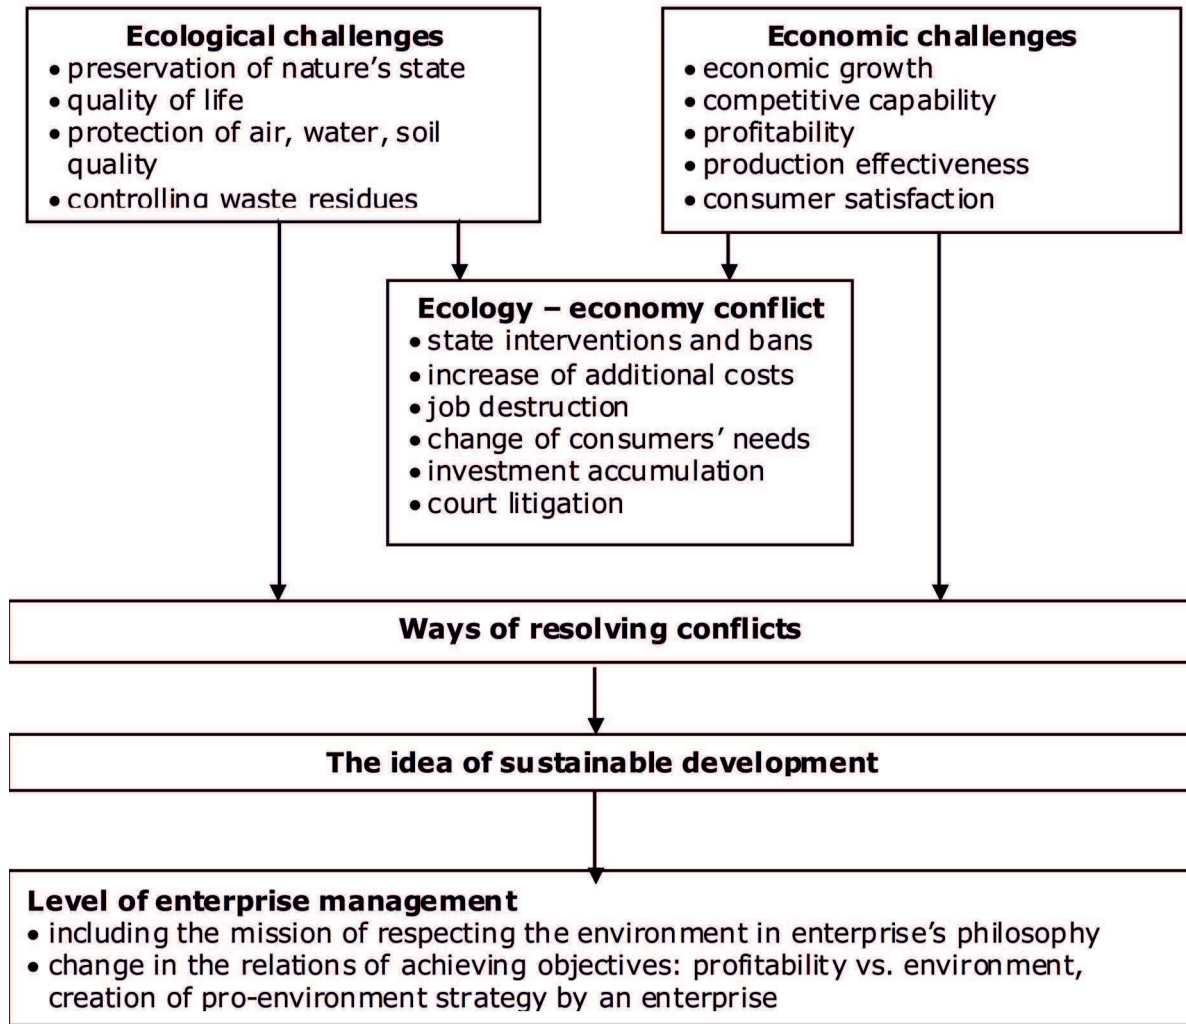 Ecological challenges
• preservation of nature’s state
• quality of life
• protection of air, water, soil
quality
• controlling waste residues
Economic challenges
• economic growth
• competitive capability
• profitability
• production effectiveness
• consumer satisfaction
Ecology – economy conflict
• state interventions and bans
• increase of additional costs
• job destruction
• change of consumers’ needs
• investment accumulation
• court litigation
Ways of resolving conflicts
The idea of sustainable development
Level of enterprise management
• including the mission of respecting the environment in enterprise’s philosophy
• change in the relations of achieving objectives: profitability vs. environment,
creation of pro-environment strategy by an enterprise